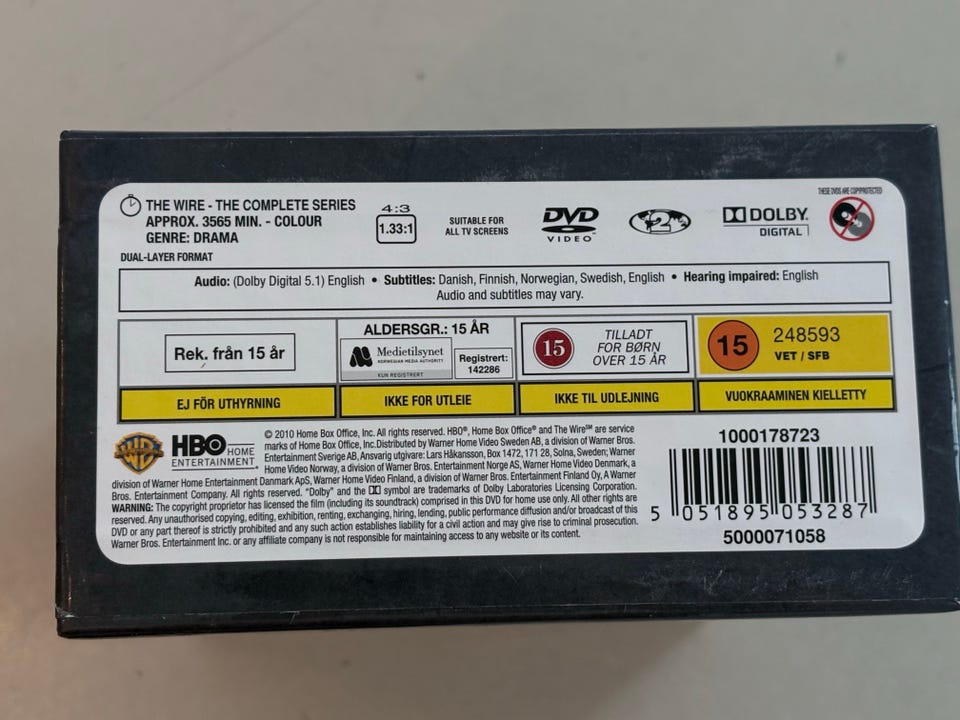 THESE DVDS ARE COPY PROTECTED
THE WIRE - THE COMPLETE SERIES
APPROX. 3565 MIN. - COLOUR
GENRE: DRAMA
DUAL-LAYER FORMAT
4:3
1.33:1
SUITABLE FOR
ALL TV SCREENS
DVD
VIDEO
2
DOLBY
DIGITAL
Audio: (Dolby Digital 5.1) English • Subtitles: Danish, Finnish, Norwegian, Swedish, English • Hearing impaired: English
Audio and subtitles may vary.
Rek. från 15 år
ALDERSGR.: 15 ÅR
Medietilsynet
NORWEGIAN MEDIA AUTHORITY
KUN REGISTRERT
Registrert:
142286
15
TILLADT
FOR BØRN
OVER 15 ÅR
15
248593
VET / SFB
EJ FÖR UTHYRNING
IKKE FOR UTLEIE
IKKE TIL UDLEJNING
VUOKRAAMINEN KIELLETTY
WB
HBO HOME
ENTERTAINMENT
© 2010 Home Box Office, Inc. All rights reserved. HBO®, Home Box Office® and The Wire℠ are service
marks of Home Box Office, Inc.Distributed by Warner Home Video Sweden AB, a division of Warner Bros.
Entertainment Sverige AB, Ansvarig utgivare: Lars Håkansson, Box 1472, 171 28, Solna, Sweden; Warner
Home Video Norway, a division of Warner Bros. Entertainment Norge AS, Warner Home Video Denmark, a
division of Warner Home Entertainment Danmark ApS, Warner Home Video Finland, a division of Warner Bros. Entertainment Finland Oy, A Warner
Bros. Entertainment Company. All rights reserved. "Dolby" and the symbol are trademarks of Dolby Laboratories Licensing Corporation.
WARNING: The copyright proprietor has licensed the film (including its soundtrack) comprised in this DVD for home use only. All other rights are
reserved. Any unauthorised copying, editing, exhibition, renting, exchanging, hiring, lending, public performance diffusion and/or broadcast of this
DVD or any part thereof is strictly prohibited and any such action establishes liability for a civil action and may give rise to criminal prosecution.
Warner Bros. Entertainment Inc. or any affiliate company is not responsible for maintaining access to any website or its content.
1000178723
5 051895 053287
5000071058